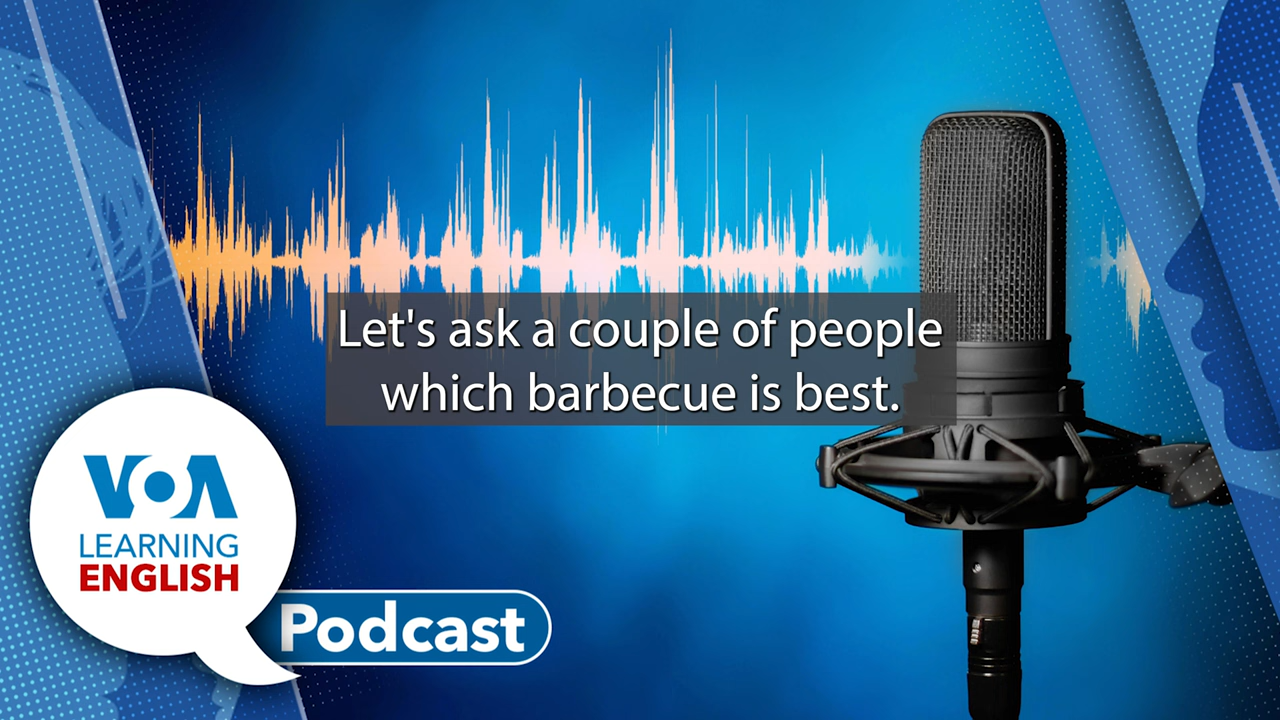 Let's ask a couple of people
which barbecue is best.
VOA
LEARNING
ENGLISH
Podcast